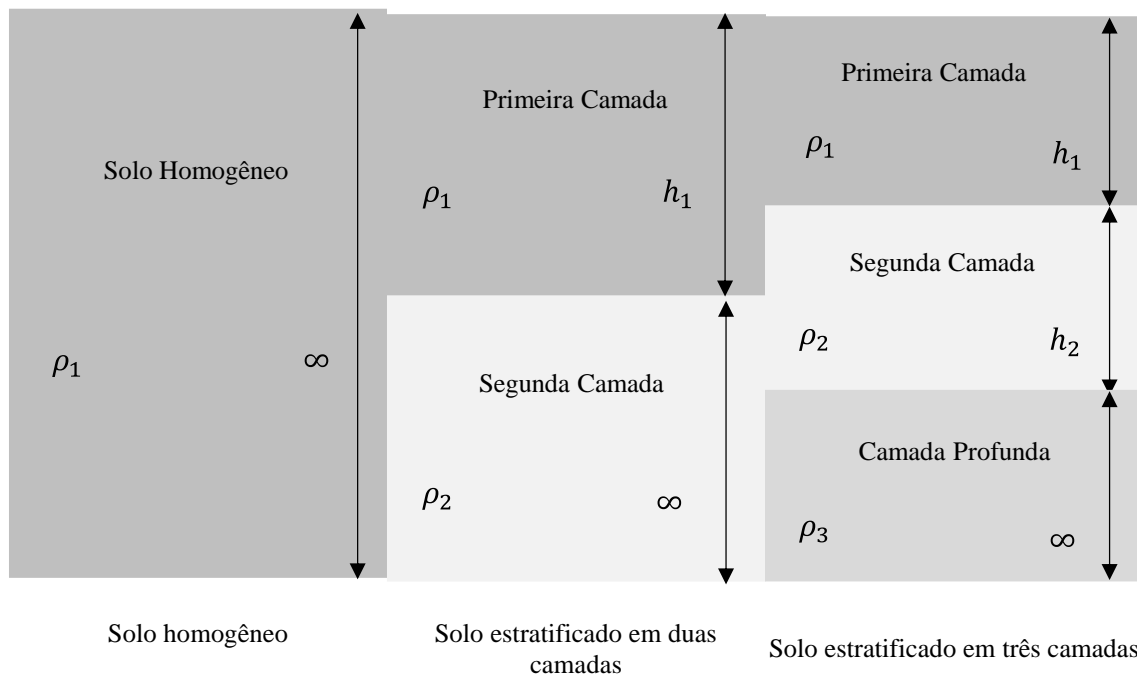 Solo Homogêneo
ρ₁ ∞
Solo homogêneo
Primeira Camada
ρ₁ h₁
Segunda Camada
ρ₂ ∞
Solo estratificado em duas
camadas
Primeira Camada
ρ₁ h₁
Segunda Camada
ρ₂ h₂
Camada Profunda
ρ₃ ∞
Solo estratificado em três camadas